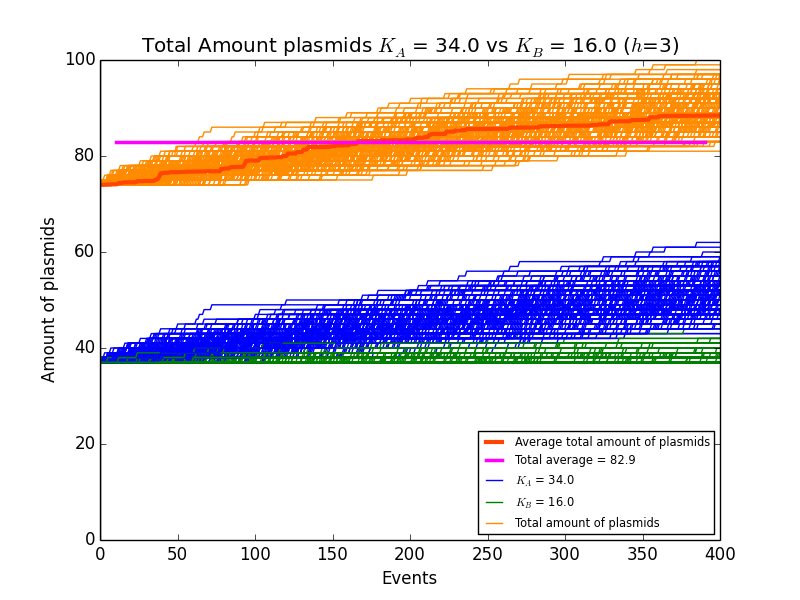 Total Amount plasmids K_A = 34.0 vs K_B = 16.0 (h=3)
Amount of plasmids
100
80
60
40
20
0
0 50 100 150 200 250 300 350 400
Events
Average total amount of plasmids
Total average = 82.9
K_A = 34.0
K_B = 16.0
Total amount of plasmids